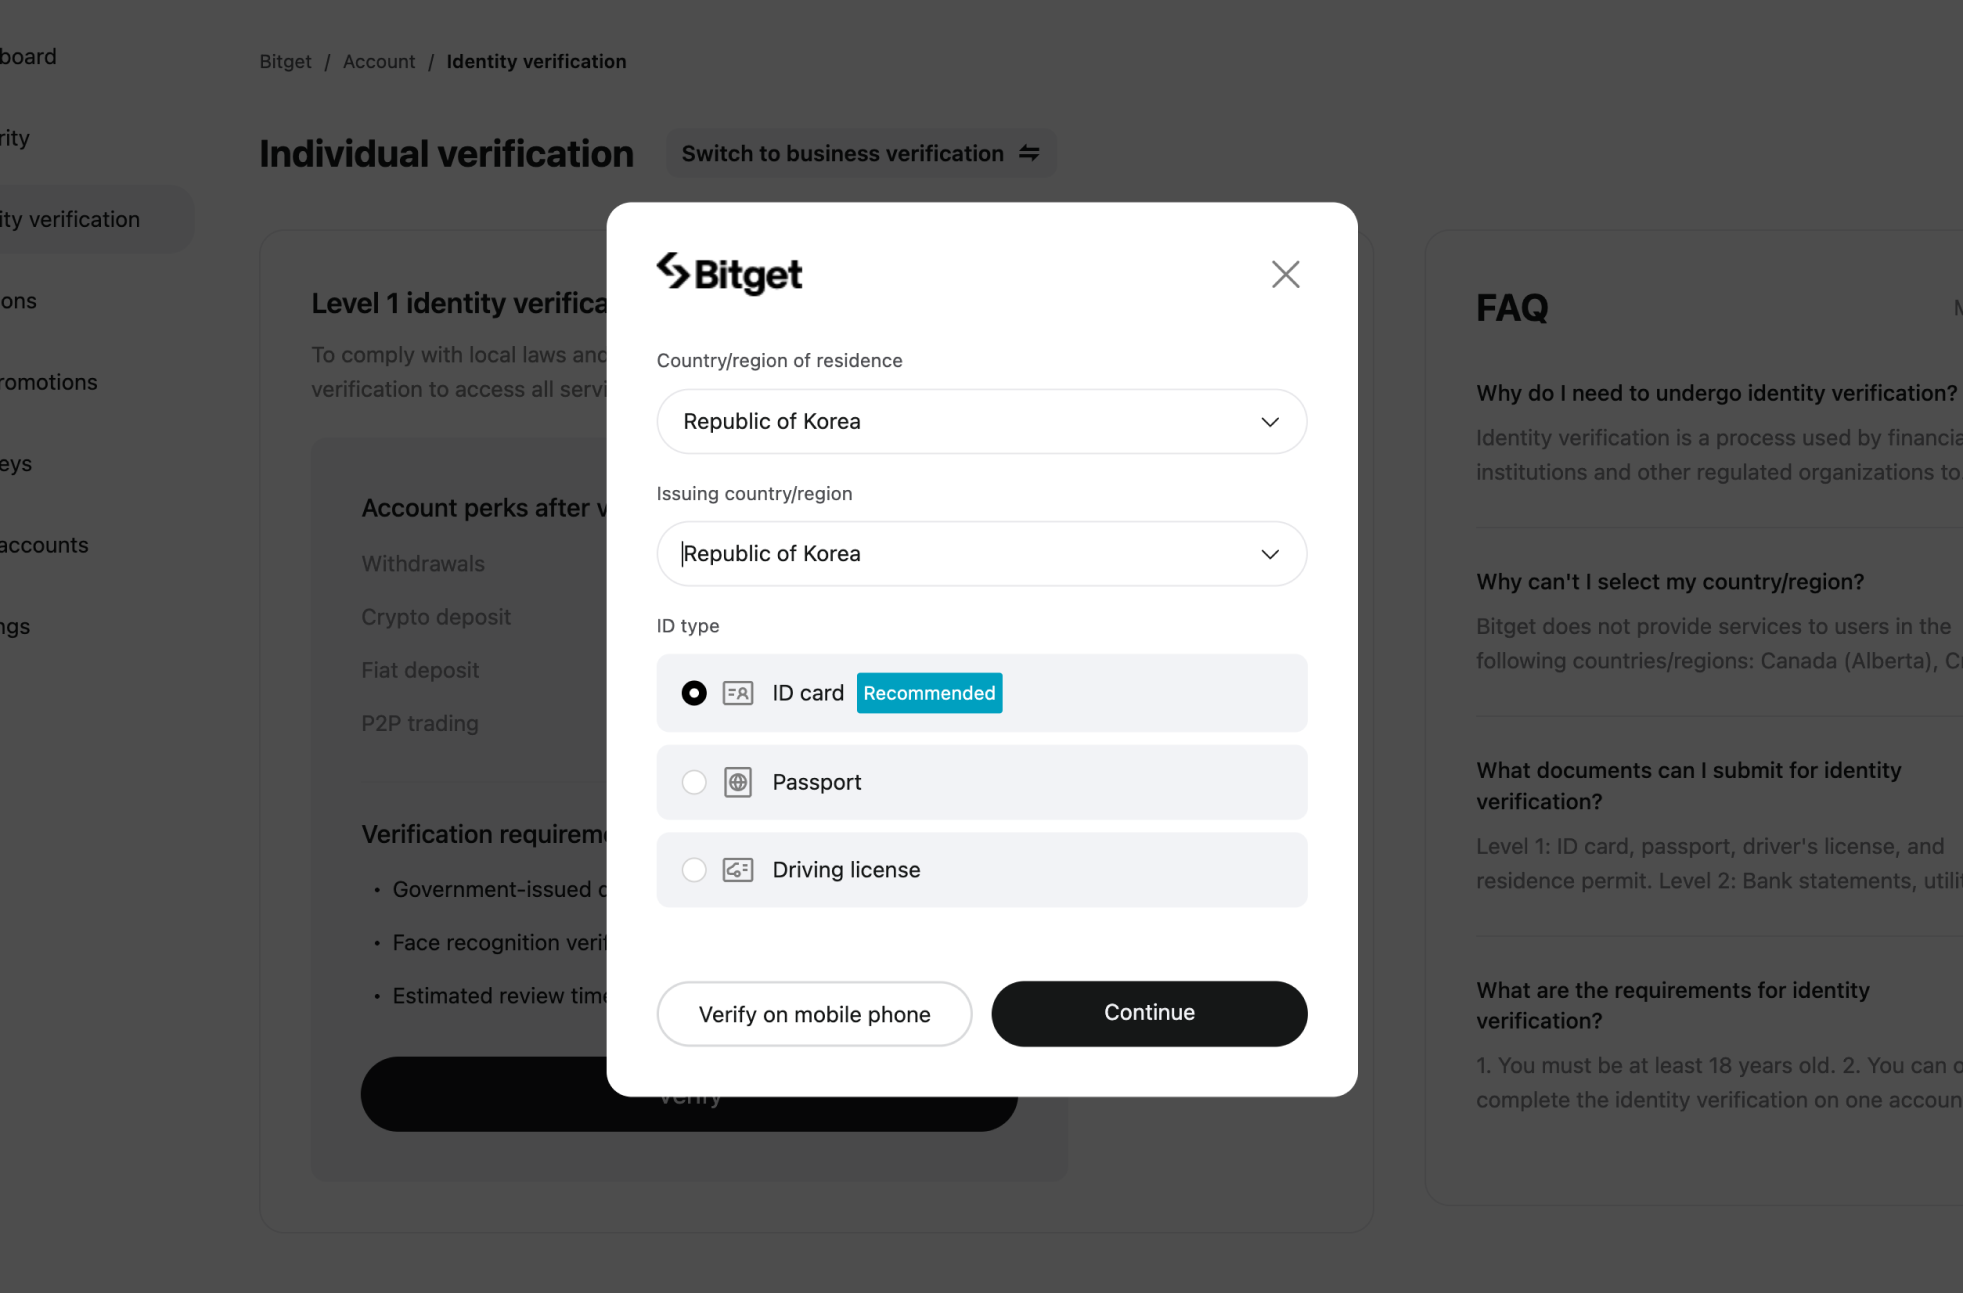 board
rity
ity verification
ons
romotions
eys
accounts
ngs
Bitget / Account / Identity verification
Individual verification
Switch to business verification
Level 1 identity verifica
To comply with local laws and
verification to access all servi
Account perks after v
Withdrawals
Crypto deposit
Fiat deposit
P2P trading
Verification requireme
• Government-issued
• Face recognition verif
• Estimated review time
Verify
Bitget
Country/region of residence
Republic of Korea
Issuing country/region
Republic of Korea
ID type
ID card Recommended
Passport
Driving license
Verify on mobile phone
Continue
FAQ
Why do I need to undergo identity verification?
Identity verification is a process used by financia
institutions and other regulated organizations to
Why can't I select my country/region?
Bitget does not provide services to users in the
following countries/regions: Canada (Alberta), C
What documents can I submit for identity
verification?
Level 1: ID card, passport, driver's license, and
residence permit. Level 2: Bank statements, utili
What are the requirements for identity
verification?
1. You must be at least 18 years old. 2. You can o
complete the identity verification on one accoun